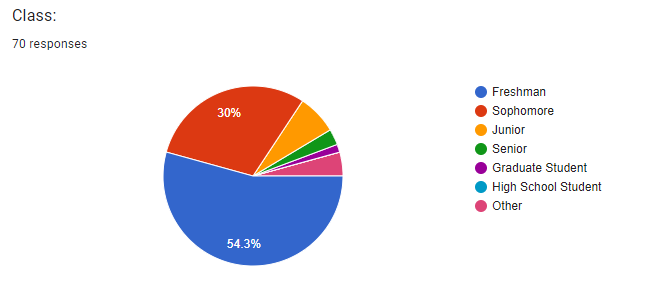 Class:
70 responses
30%
54.3%
Freshman
Sophomore
Junior
Senior
Graduate Student
High School Student
Other